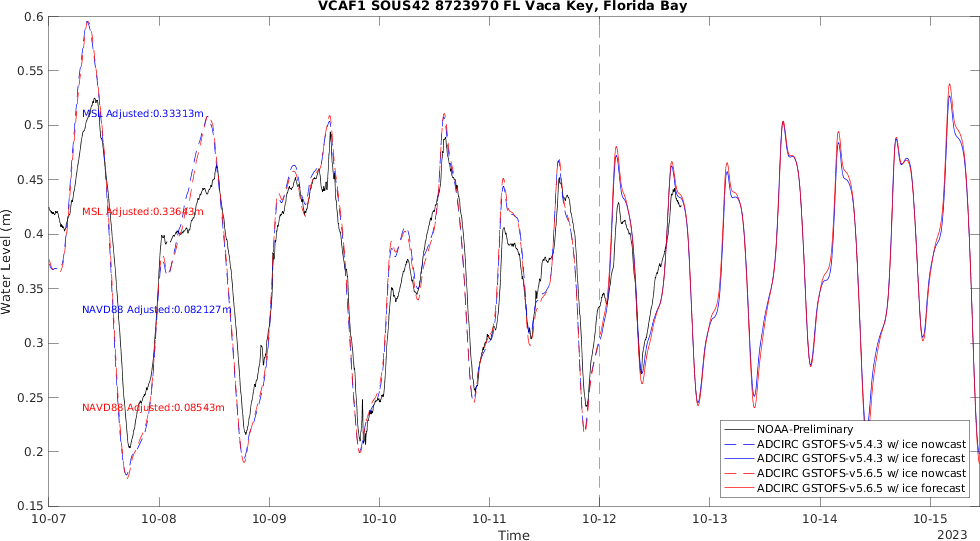 VCAF1 SOUS42 8723970 FL Vaca Key, Florida Bay
0.6
0.55
0.5
0.45
0.4
0.35
0.3
0.25
0.2
0.15
Water Level (m)
MSL Adjusted:0.33313m
MSL Adjusted:0.33643m
NAVD88 Adjusted:0.082127m
NAVD88 Adjusted:0.08543m
NOAA-Preliminary
ADCIRC GSTOFS-v5.4.3 w/ ice nowcast
ADCIRC GSTOFS-v5.4.3 w/ ice forecast
ADCIRC GSTOFS-v5.6.5 w/ ice nowcast
ADCIRC GSTOFS-v5.6.5 w/ ice forecast
10-07 10-08 10-09 10-10 10-11 10-12 10-13 10-14 10-15
Time
2023